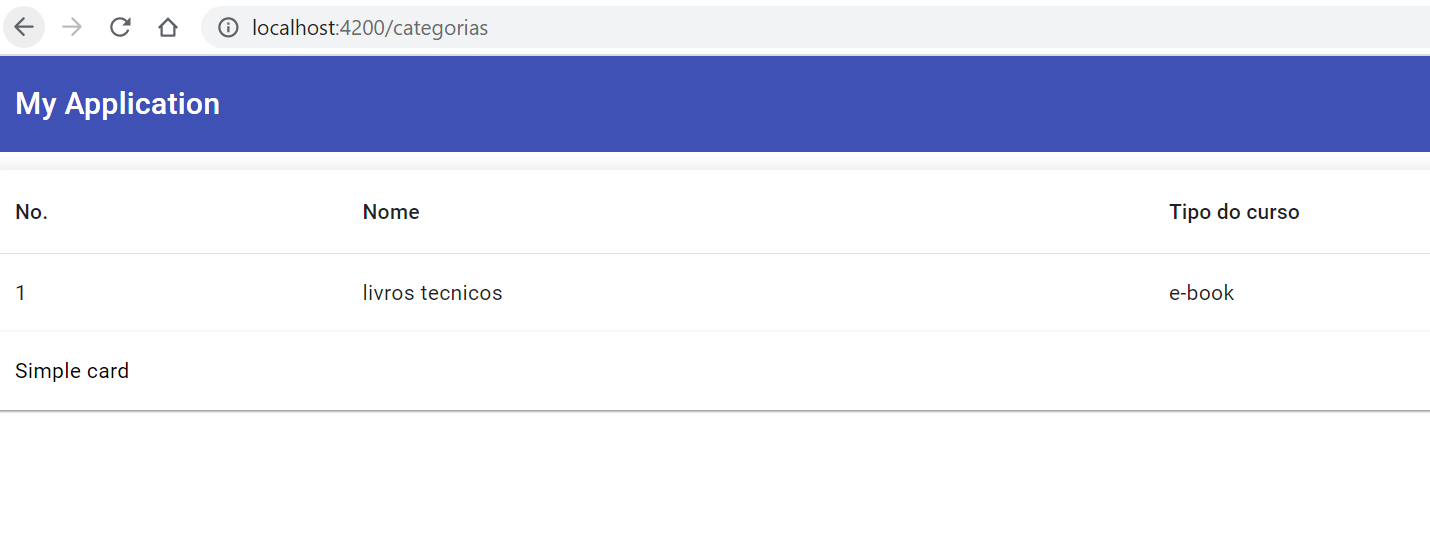 localhost:4200/categorias
My Application
No. Nome Tipo do curso
1 livros tecnicos e-book
Simple card